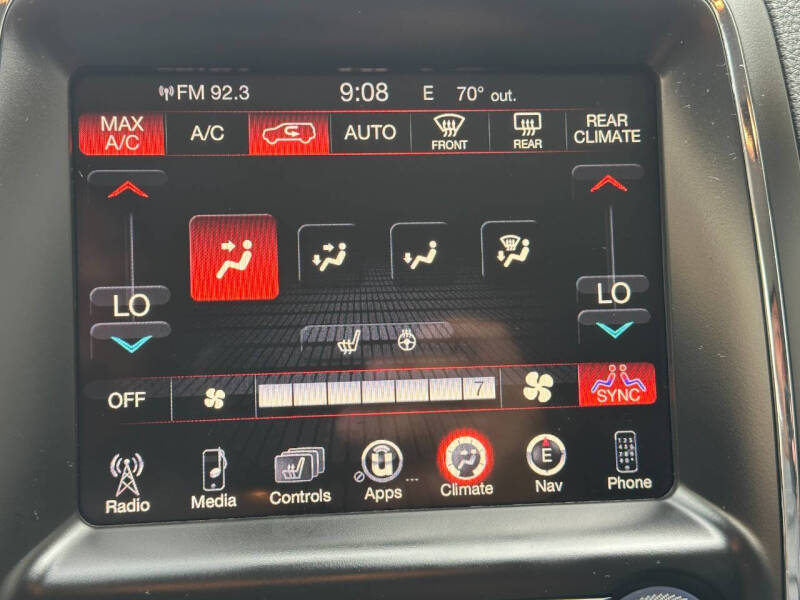 FM 92.3 9:08 E 70° out.
MAX A/C A/C AUTO FRONT REAR REAR CLIMATE
LO LO
OFF 7 SYNC
Radio Media Controls Apps ... Climate E Nav Phone